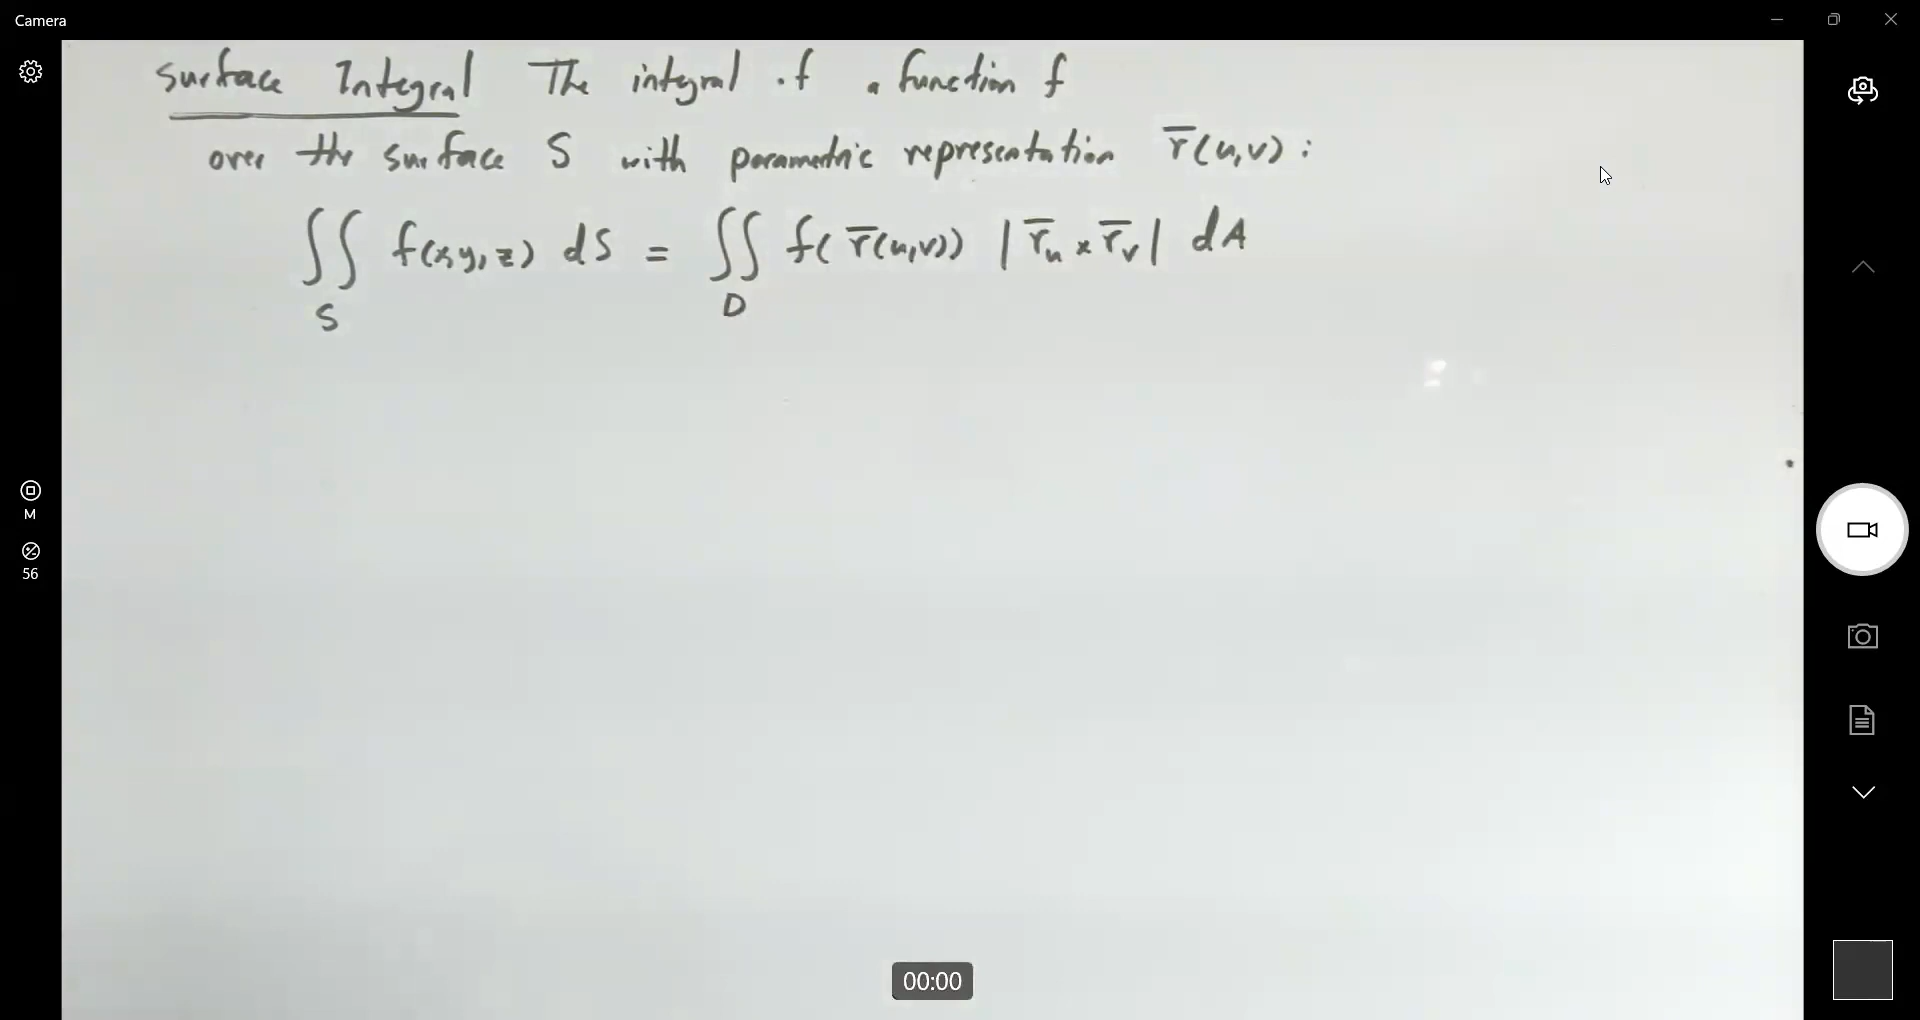 Camera
Surface Integral The integral of a function f
over the surface S with parametric representation r̅(u,v) :
∬ f(x,y,z) dS = ∬ f( r̅(u,v)) | r̅ᵤ × r̅ᵥ | dA
S D
M
56
00:00